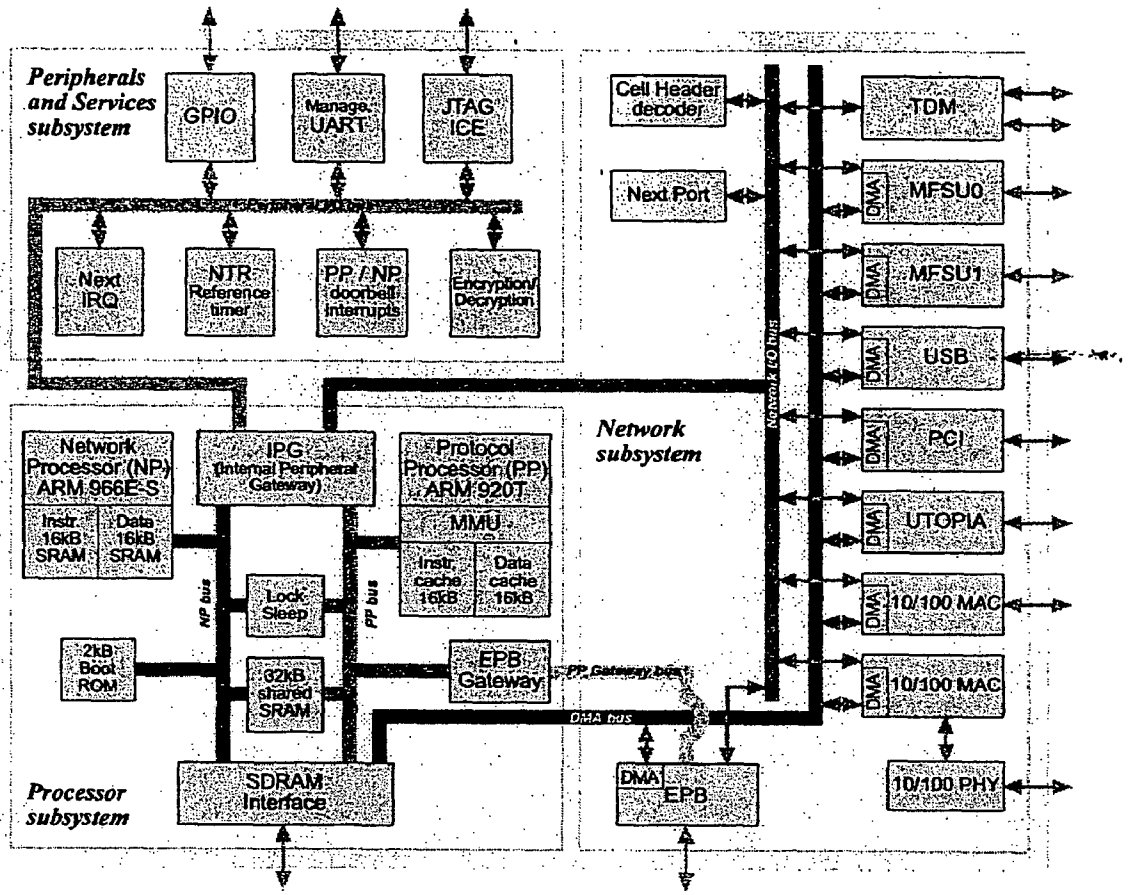 Peripherals
and Services
subsystem
GPIO
Manage.
UART
JTAG
ICE
Next
IRQ
NTR
Reference
timer
PP / NP
doorbell
interrupts
Encryption/
Decryption
Cell Header
decoder
Next Port
Network I/O bus
TDM
DMA
MFSU0
DMA
MFSU1
DMA
USB
DMA
PCI
DMA
UTOPIA
DMA
10/100 MAC
DMA
10/100 MAC
10/100 PHY
Network
subsystem
Network
Processor (NP)
ARM 966E-S
Instr.
16kB
SRAM
Data
16kB
SRAM
IPG
(Internal Peripheral
Gateway)
Protocol
Processor (PP)
ARM 920T
MMU
Instr.
cache
16kB
Data
cache
16kB
NP bus
PP bus
Lock
Sleep
2kB
Boot
ROM
32kB
shared
SRAM
EPB
Gateway
PP Gateway bus
DMA bus
SDRAM
Interface
DMA
EPB
Processor
subsystem